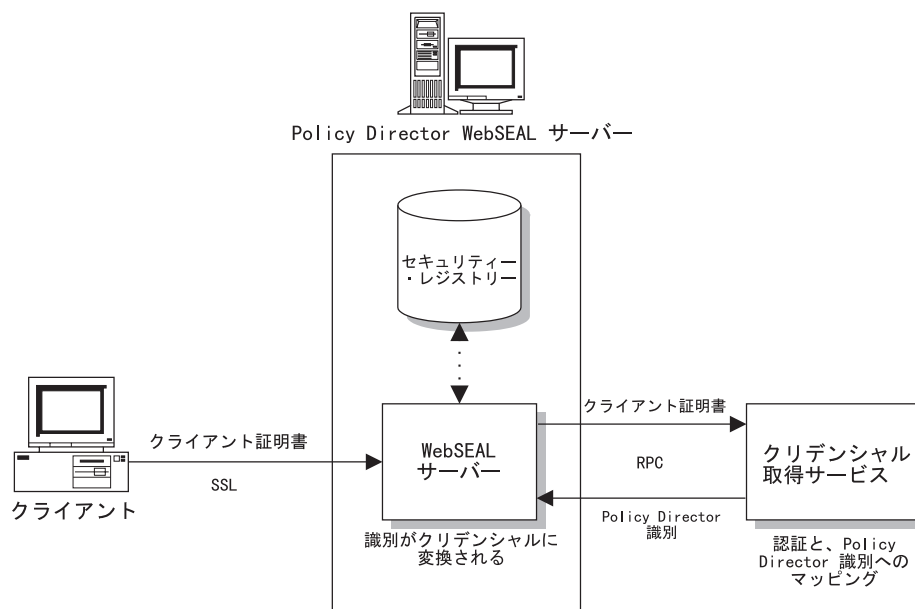 Policy Director WebSEAL サーバー
セキュリティー
・レジストリー
クライアント証明書
SSL
クライアント
WebSEAL
サーバー
識別がクリデンシャルに
変換される
クライアント証明書
RPC
Policy Director
識別
クリデンシャル
取得サービス
認証と、Policy
Director 識別への
マッピング